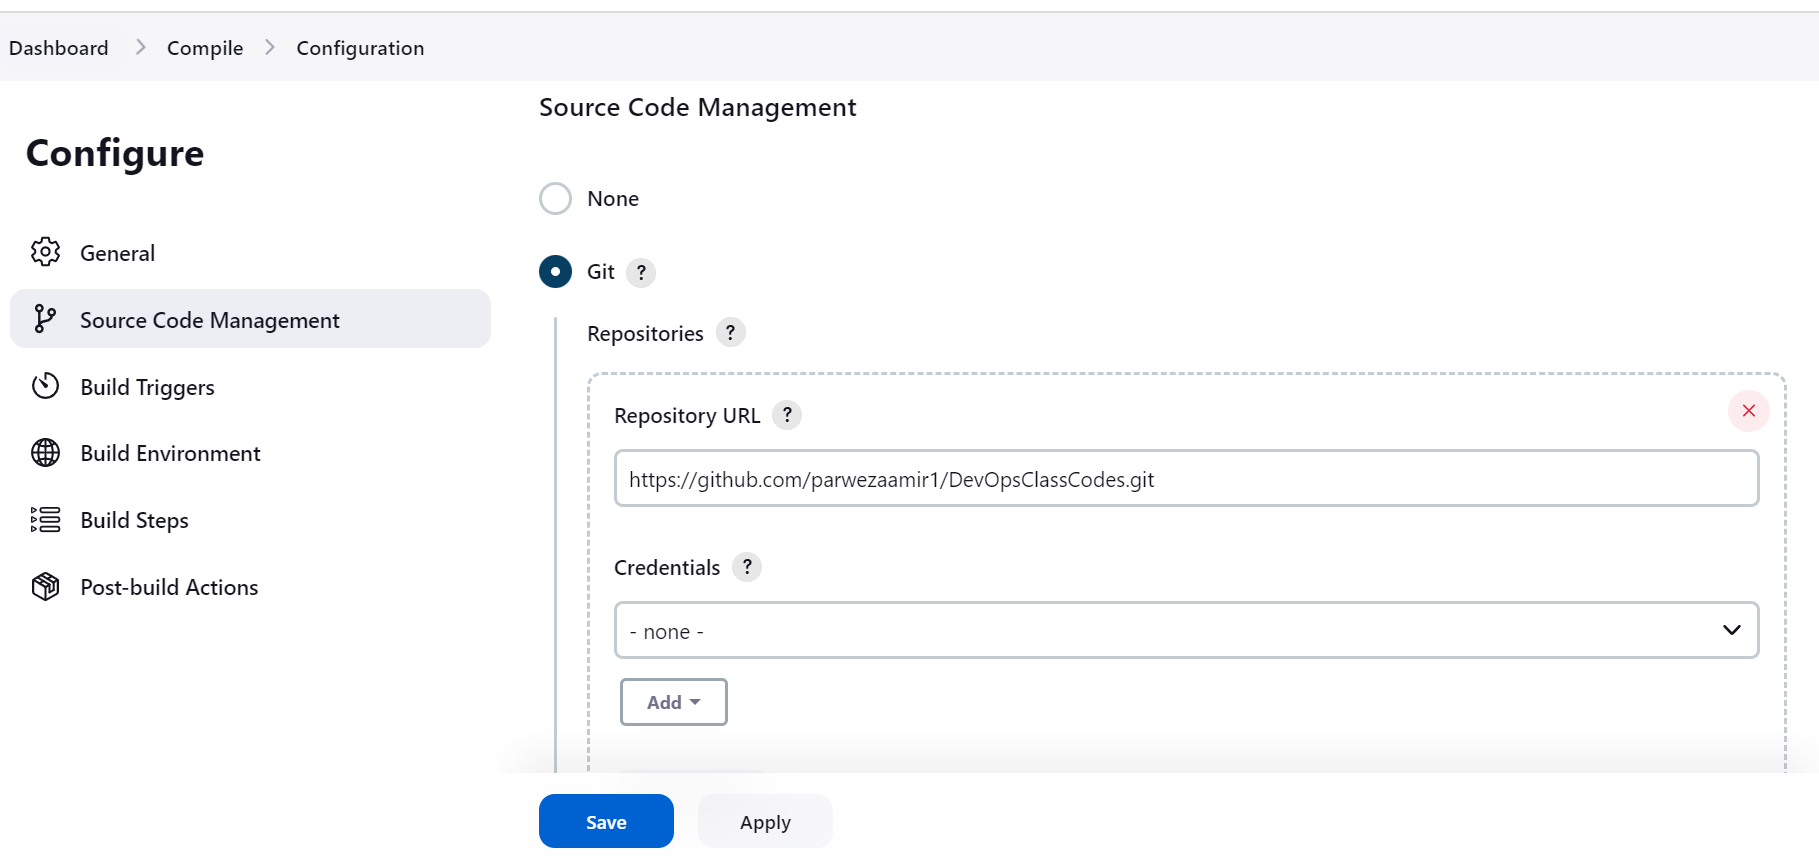 Dashboard > Compile > Configuration
Configure
General
Source Code Management
Build Triggers
Build Environment
Build Steps
Post-build Actions
Source Code Management
None
Git ?
Repositories ?
Repository URL ?
https://github.com/parwezaamir1/DevOpsClassCodes.git
Credentials ?
- none -
Add
Save
Apply